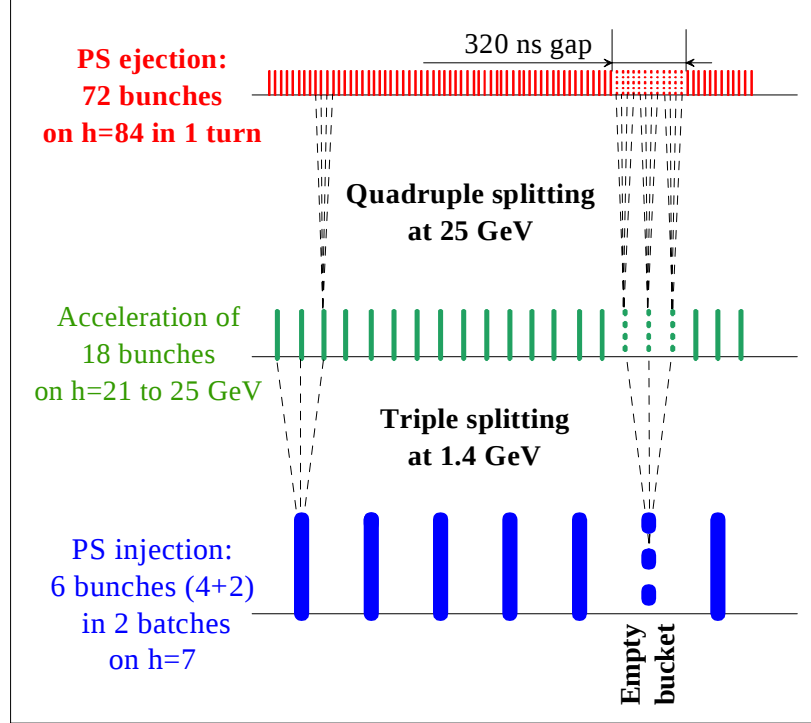 PS ejection:
72 bunches
on h=84 in 1 turn
320 ns gap
Quadruple splitting
at 25 GeV
Acceleration of
18 bunches
on h=21 to 25 GeV
Triple splitting
at 1.4 GeV
PS injection:
6 bunches (4+2)
in 2 batches
on h=7
Empty
bucket